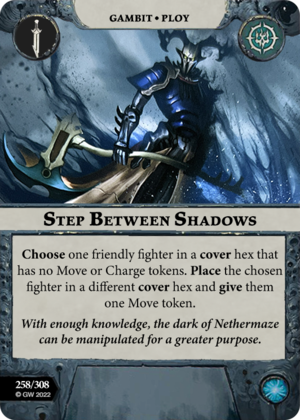 GAMBIT • PLOY
STEP BETWEEN SHADOWS
Choose one friendly fighter in a cover hex that
has no Move or Charge tokens. Place the chosen
fighter in a different cover hex and give them
one Move token.
With enough knowledge, the dark of Nethermaze
can be manipulated for a greater purpose.
258/308
© GW 2022